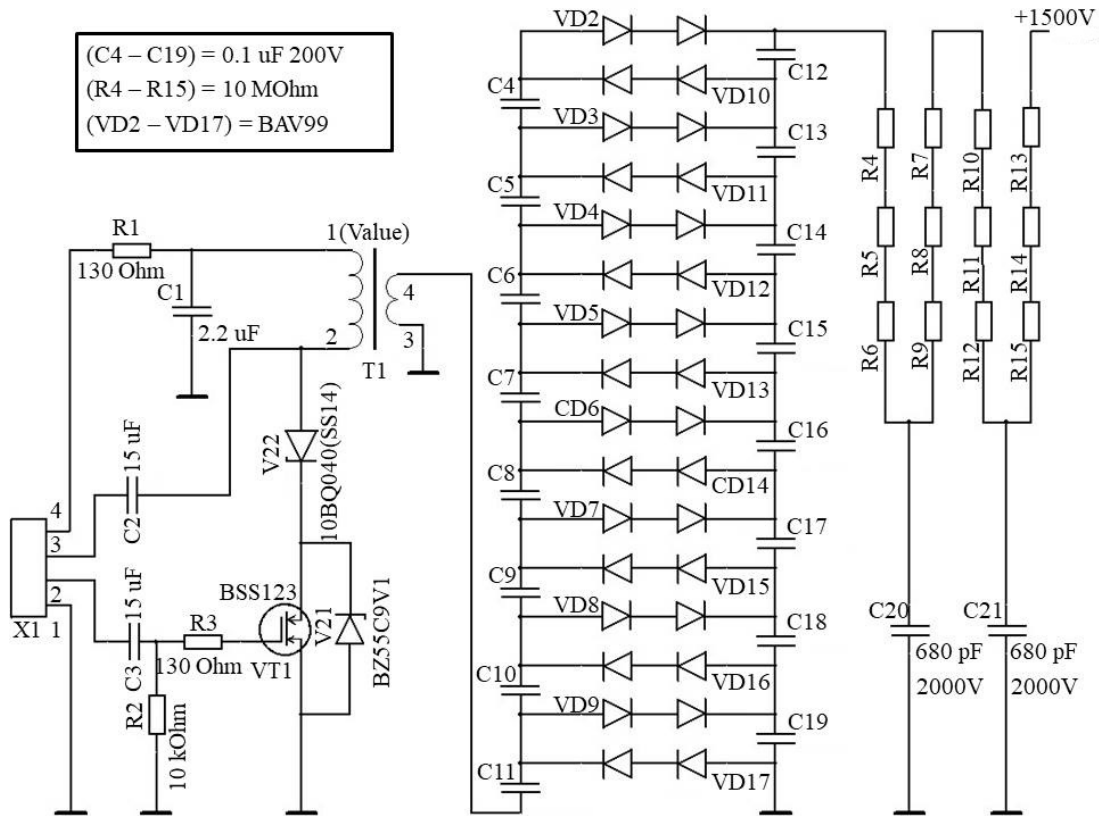 (C4 – C19) = 0.1 uF 200V
(R4 – R15) = 10 MOhm
(VD2 – VD17) = BAV99
VD2
C12
+1500V
C4
VD10
VD3
C13
R4
R7
R10
R13
C5
VD11
VD4
C14
R1
130 Ohm
1(Value)
C1
2.2 uF
4
3
2
T1
C6
VD12
R5
R8
R11
R14
VD5
C15
R6
R9
R12
R15
C7
VD13
CD6
C16
V22
10BQ040(SS14)
15 uF
C2
C8
CD14
VD7
C17
4
3
2
X1 1
15 uF
C3
BSS123
R3
130 Ohm
VT1
V21
BZ55C9V1
C9
VD15
VD8
C18
C20
680 pF
2000V
C21
680 pF
2000V
R2
10 kOhm
C10
VD16
VD9
C19
C11
VD17